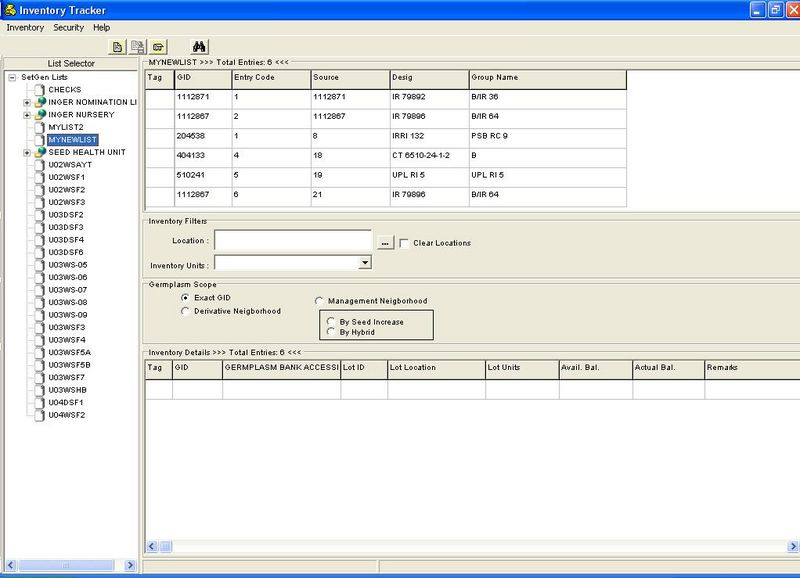 Inventory Tracker
Inventory Security Help
List Selector
SetGen Lists
CHECKS
INGER NOMINATION LI
INGER NURSERY
MYLIST2
MYNEWLIST
SEED HEALTH UNIT
U02WSAYT
U02WSF1
U02WSF2
U02WSF3
U03DSF2
U03DSF3
U03DSF4
U03DSF6
U03WS-05
U03WS-06
U03WS-07
U03WS-08
U03WS-09
U03WSF3
U03WSF4
U03WSF5A
U03WSF5B
U03WSF7
U03WSHB
U04DSF1
U04WSF2
MYNEWLIST >>> Total Entries: 6 <<<
Tag GID Entry Code Source Desig Group Name
1112871 1 1112871 IR 79892 B/IR 36
1112867 2 1112867 IR 79896 B/IR 64
204538 1 8 IRRI 132 PSB RC 9
404133 4 18 CT 6510-24-1-2 B
510241 5 19 UPL RI 5 UPL RI 5
1112867 6 21 IR 79896 B/IR 64
Inventory Filters
Location : ... Clear Locations
Inventory Units :
Germplasm Scope
Exact GID Management Neigborhood
Derivative Neigborhood
By Seed Increase
By Hybrid
Inventory Details >>> Total Entries: 6 <<<
Tag GID GERMPLASM BANK ACCESSI Lot ID Lot Location Lot Units Avail. Bal. Actual Bal. Remarks